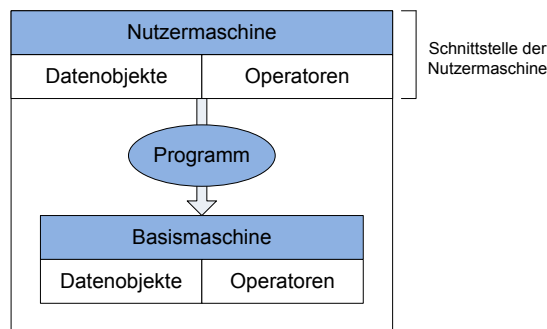 Nutzermaschine
Schnittstelle der
Nutzermaschine
Datenobjekte
Operatoren
Programm
Basismaschine
Datenobjekte
Operatoren